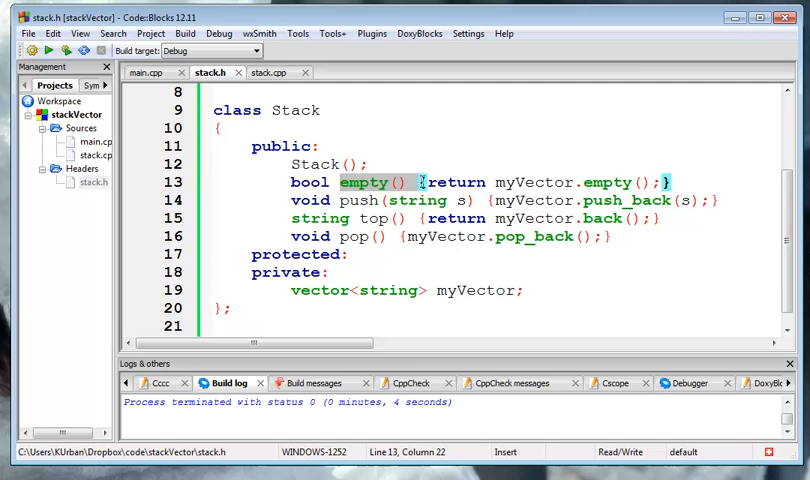 stack.h [stackVector] - Code::Blocks 12.11
File Edit View Search Project Build Debug wxSmith Tools Tools+ Plugins DoxyBlocks Settings Help
Build target: Debug
Management
Projects Sym
Workspace
stackVector
Sources
main.cp
stack.cp
Headers
stack.h
main.cpp stack.h stack.cpp
8
9 class Stack
10 {
11 public:
12 Stack();
13 bool empty() {return myVector.empty();}
14 void push(string s) {myVector.push_back(s);}
15 string top() {return myVector.back();}
16 void pop() {myVector.pop_back();}
17 protected:
18 private:
19 vector<string> myVector;
20 };
21
Logs & others
Cccc Build log Build messages CppCheck CppCheck messages Cscope Debugger DoxyBlo
Process terminated with status 0 (0 minutes, 4 seconds)
C:\Users\KUrban\Dropbox\code\stackVector\stack.h WINDOWS-1252 Line 13, Column 22 Insert Read/Write default